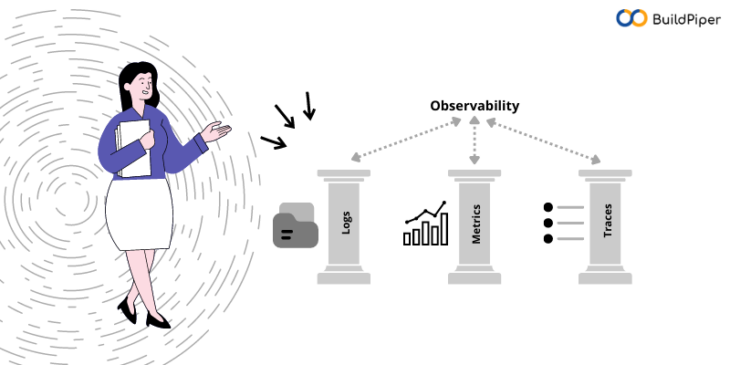 BuildPiper
Observability
Logs
Metrics
Traces